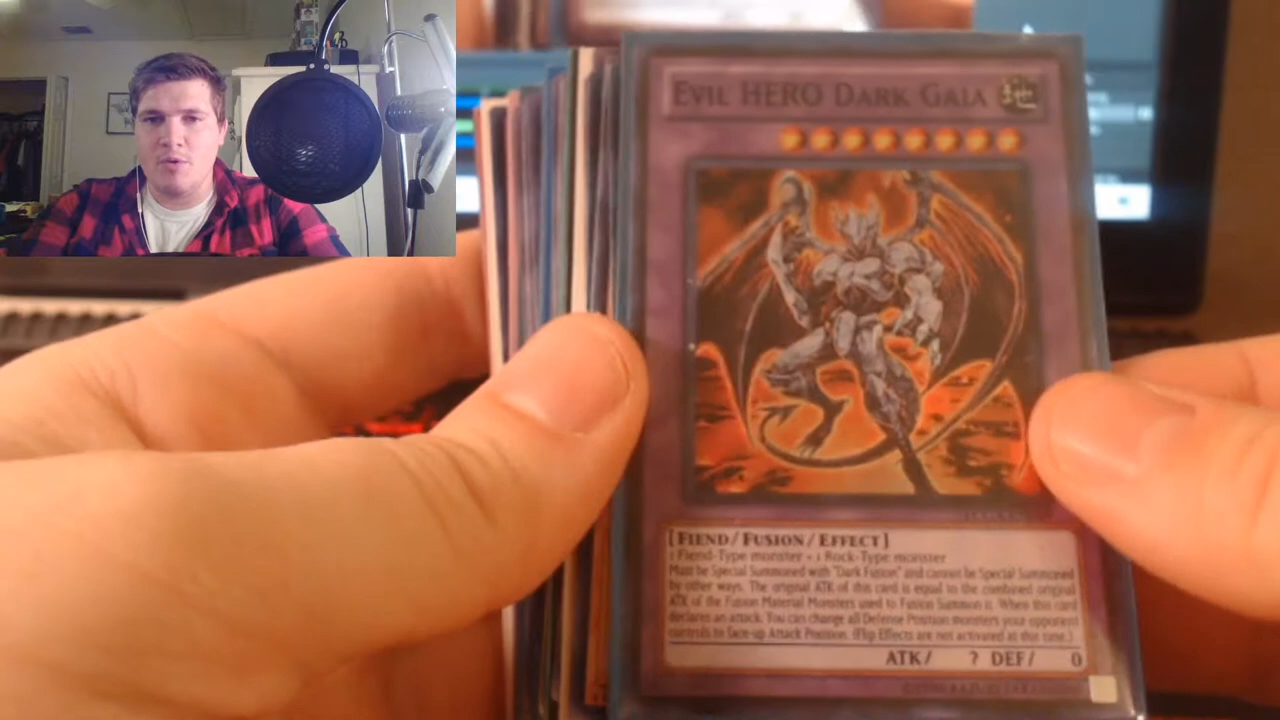 EVIL HERO DARK GAIA 地
[FIEND/FUSION/EFFECT]
1 Fiend-Type monster + 1 Rock-Type monster
Must be Special Summoned with "Dark Fusion" and cannot be Special Summoned
by other ways. The original ATK of this card is equal to the combined original
ATK of the Fusion Material Monsters used to Fusion Summon it. When this card
declares an attack: You can change all Defense Position monsters your opponent
controls to face-up Attack Position. (Flip Effects are not activated at this time.)
ATK/ ? DEF/ 0